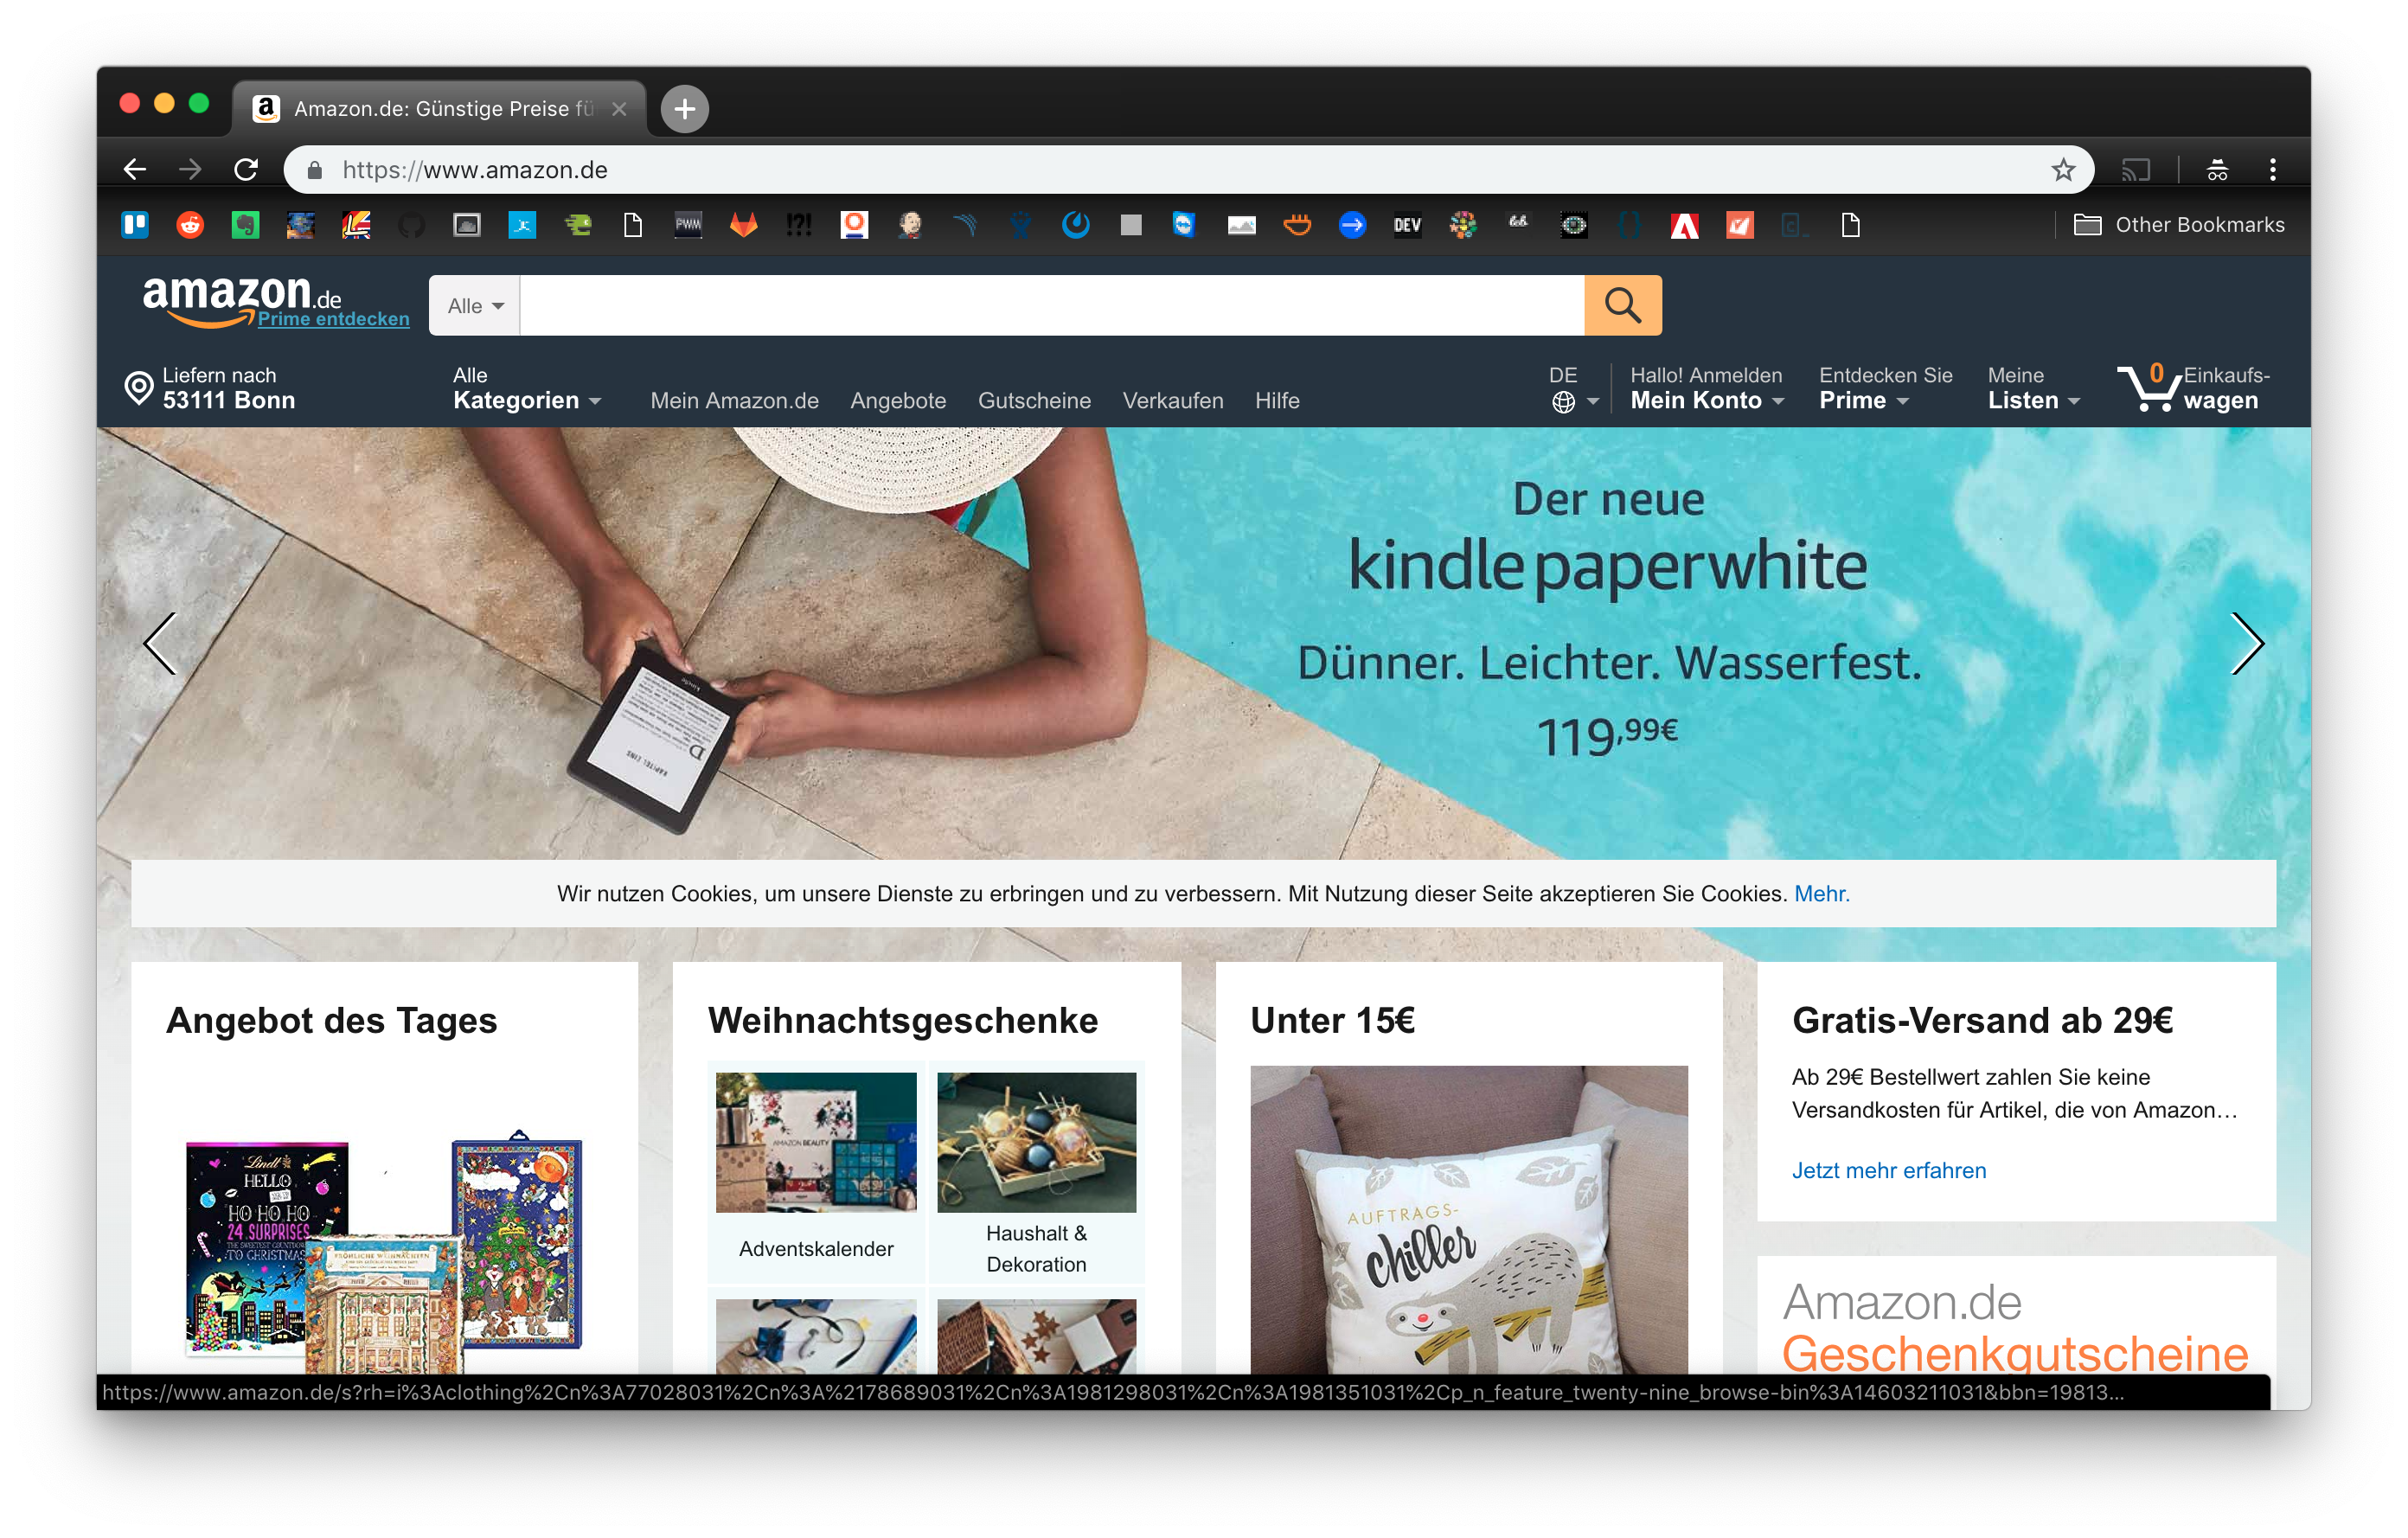 Amazon.de: Günstige Preise fü
https://www.amazon.de
DEV
Other Bookmarks
amazon.de
Prime entdecken
Alle
Liefern nach
53111 Bonn
Alle
Kategorien
Mein Amazon.de
Angebote
Gutscheine
Verkaufen
Hilfe
DE
Hallo! Anmelden
Mein Konto
Entdecken Sie
Prime
Meine
Listen
0
Einkaufs-
wagen
Der neue
kindle paperwhite
Dünner. Leichter. Wasserfest.
119,99€
kindle
KAPITEL EINS
Wir nutzen Cookies, um unsere Dienste zu erbringen und zu verbessern. Mit Nutzung dieser Seite akzeptieren Sie Cookies. Mehr.
Angebot des Tages
Lindt
HELLO
HO HO HO
24 SURPRISES
THE SWEETEST COUNTDOWN
TO CHRISTMAS
FRÖHLICHE WEIHNACHTEN
Weihnachtsgeschenke
AMAZON BEAUTY
Adventskalender
Haushalt &
Dekoration
Unter 15€
AUFTRAGS-
chiller
Gratis-Versand ab 29€
Ab 29€ Bestellwert zahlen Sie keine
Versandkosten für Artikel, die von Amazon…
Jetzt mehr erfahren
Amazon.de
Geschenkgutscheine
https://www.amazon.de/s?rh=i%3Aclothing%2Cn%3A77028031%2Cn%3A%2178689031%2Cn%3A1981298031%2Cn%3A1981351031%2Cp_n_feature_twenty-nine_browse-bin%3A14603211031&bbn=19813...